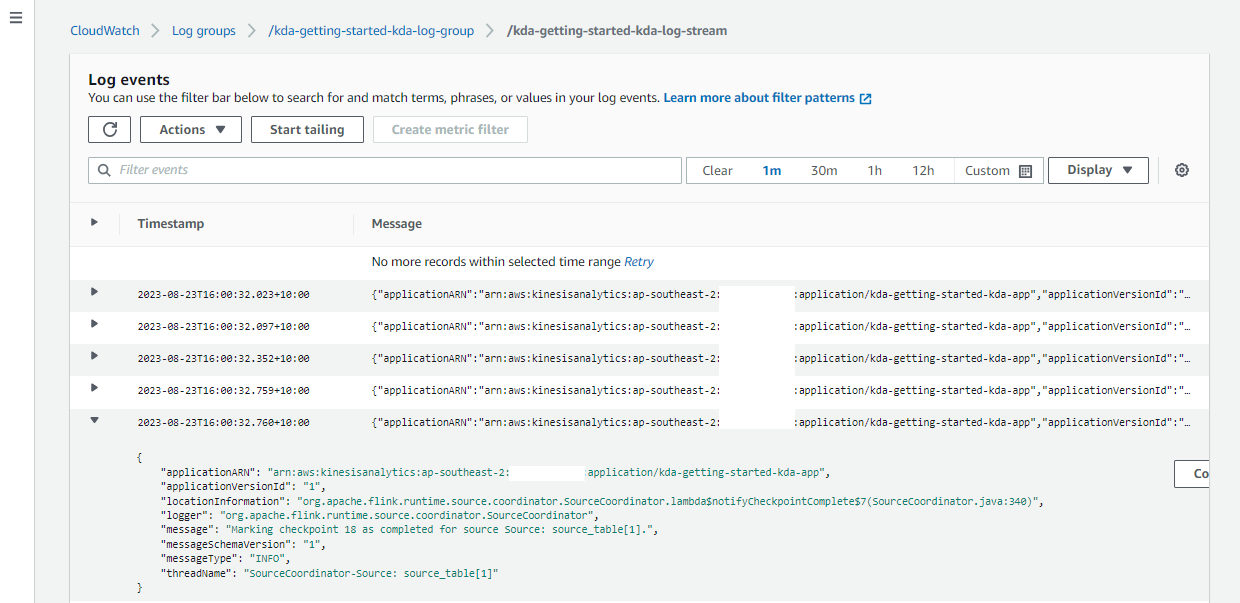 CloudWatch > Log groups > /kda-getting-started-kda-log-group > /kda-getting-started-kda-log-stream
Log events
You can use the filter bar below to search for and match terms, phrases, or values in your log events. Learn more about filter patterns
Actions Start tailing Create metric filter
Filter events Clear 1m 30m 1h 12h Custom Display
Timestamp Message
No more records within selected time range Retry
2023-08-23T16:00:32.023+10:00 {"applicationARN":"arn:aws:kinesisanalytics:ap-southeast-2: :application/kda-getting-started-kda-app","applicationVersionId":"…
2023-08-23T16:00:32.097+10:00 {"applicationARN":"arn:aws:kinesisanalytics:ap-southeast-2: :application/kda-getting-started-kda-app","applicationVersionId":"…
2023-08-23T16:00:32.352+10:00 {"applicationARN":"arn:aws:kinesisanalytics:ap-southeast-2: :application/kda-getting-started-kda-app","applicationVersionId":"…
2023-08-23T16:00:32.759+10:00 {"applicationARN":"arn:aws:kinesisanalytics:ap-southeast-2: :application/kda-getting-started-kda-app","applicationVersionId":"…
2023-08-23T16:00:32.760+10:00 {"applicationARN":"arn:aws:kinesisanalytics:ap-southeast-2: :application/kda-getting-started-kda-app","applicationVersionId":"…
{
"applicationARN": "arn:aws:kinesisanalytics:ap-southeast-2: :application/kda-getting-started-kda-app",
Co
"applicationVersionId": "1",
"locationInformation": "org.apache.flink.runtime.source.coordinator.SourceCoordinator.lambda$notifyCheckpointComplete$7(SourceCoordinator.java:340)",
"logger": "org.apache.flink.runtime.source.coordinator.SourceCoordinator",
"message": "Marking checkpoint 18 as completed for source Source: source_table[1].",
"messageSchemaVersion": "1",
"messageType": "INFO",
"threadName": "SourceCoordinator-Source: source_table[1]"
}